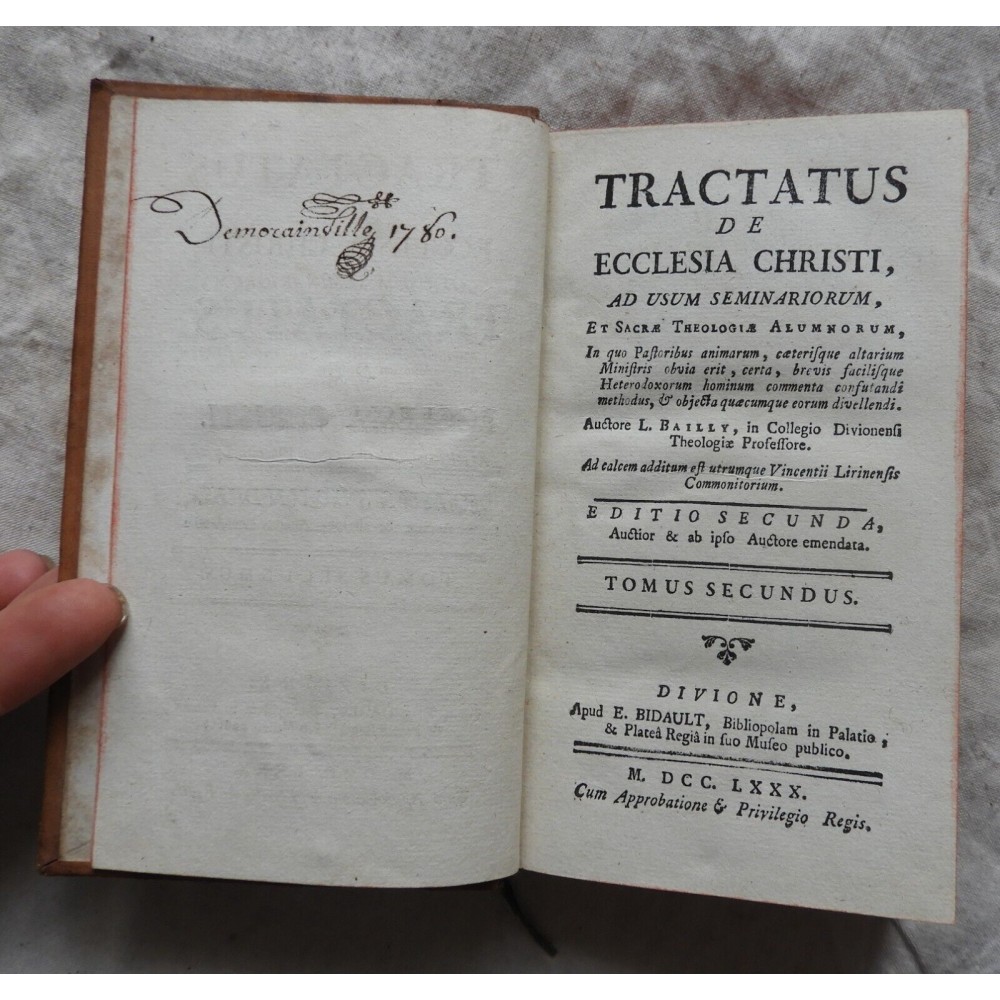 Demorainville 1786.
TRACTATUS
DE
ECCLESIA CHRISTI,
AD USUM SEMINARIORUM,
ET SACRÆ THEOLOGIÆ ALUMNORUM,
In quo Paſtoribus animarum, cæteriſque altarium
Miniſtris obvia erit, certa, brevis faciliſque
Heterodoxorum hominum commenta confutandi
methodus, & objecta quæcumque eorum divellendi.
Auctore L. BAILLY, in Collegio Divionenſi
Theologiæ Profeſſore.
Ad calcem additum eſt utrumque Vincentii Lirinenſis
Commonitorium.
EDITIO SECUNDA,
Auctior & ab ipſo Auctore emendata.
TOMUS SECUNDUS.
DIVIONE,
Apud E. BIDAULT, Bibliopolam in Palatio,
& Plateâ Regiâ in ſuo Muſeo publico.
M. DCC. LXXX.
Cum Approbatione & Privilegio Regis.